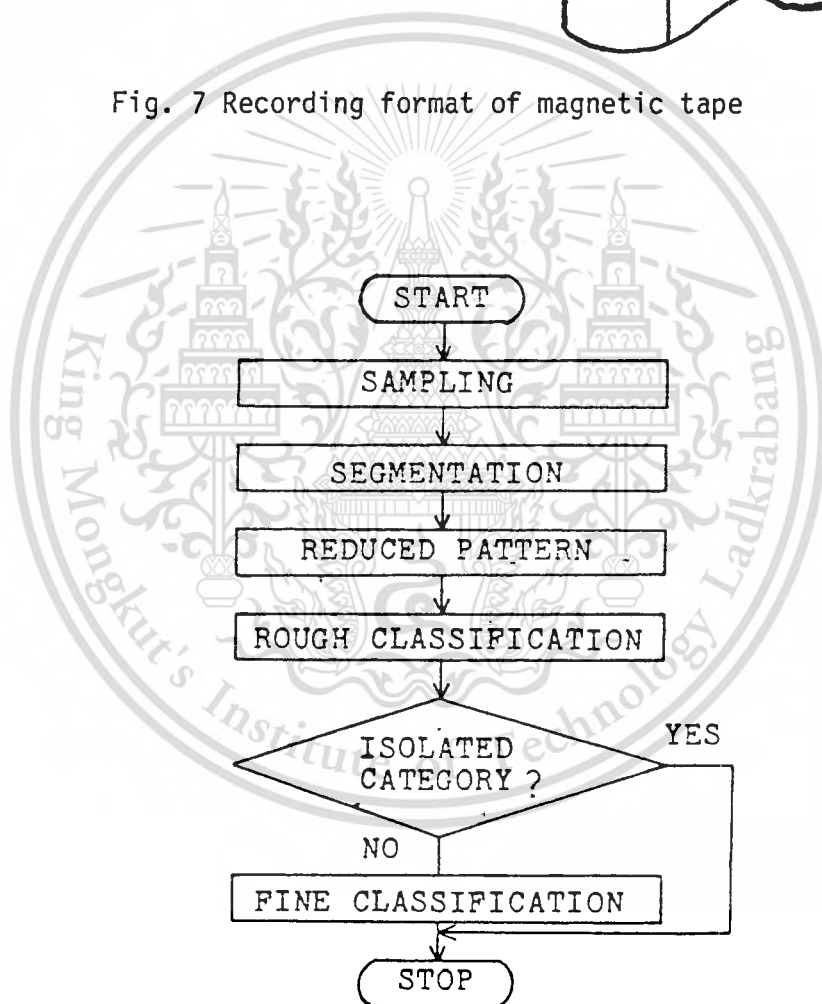 Fig. 7 Recording format of magnetic tape
King Mongkut's Institute of Technology Ladkrabang
START
SAMPLING
SEGMENTATION
REDUCED PATTERN
ROUGH CLASSIFICATION
ISOLATED
CATEGORY ?
YES
NO
FINE CLASSIFICATION
STOP